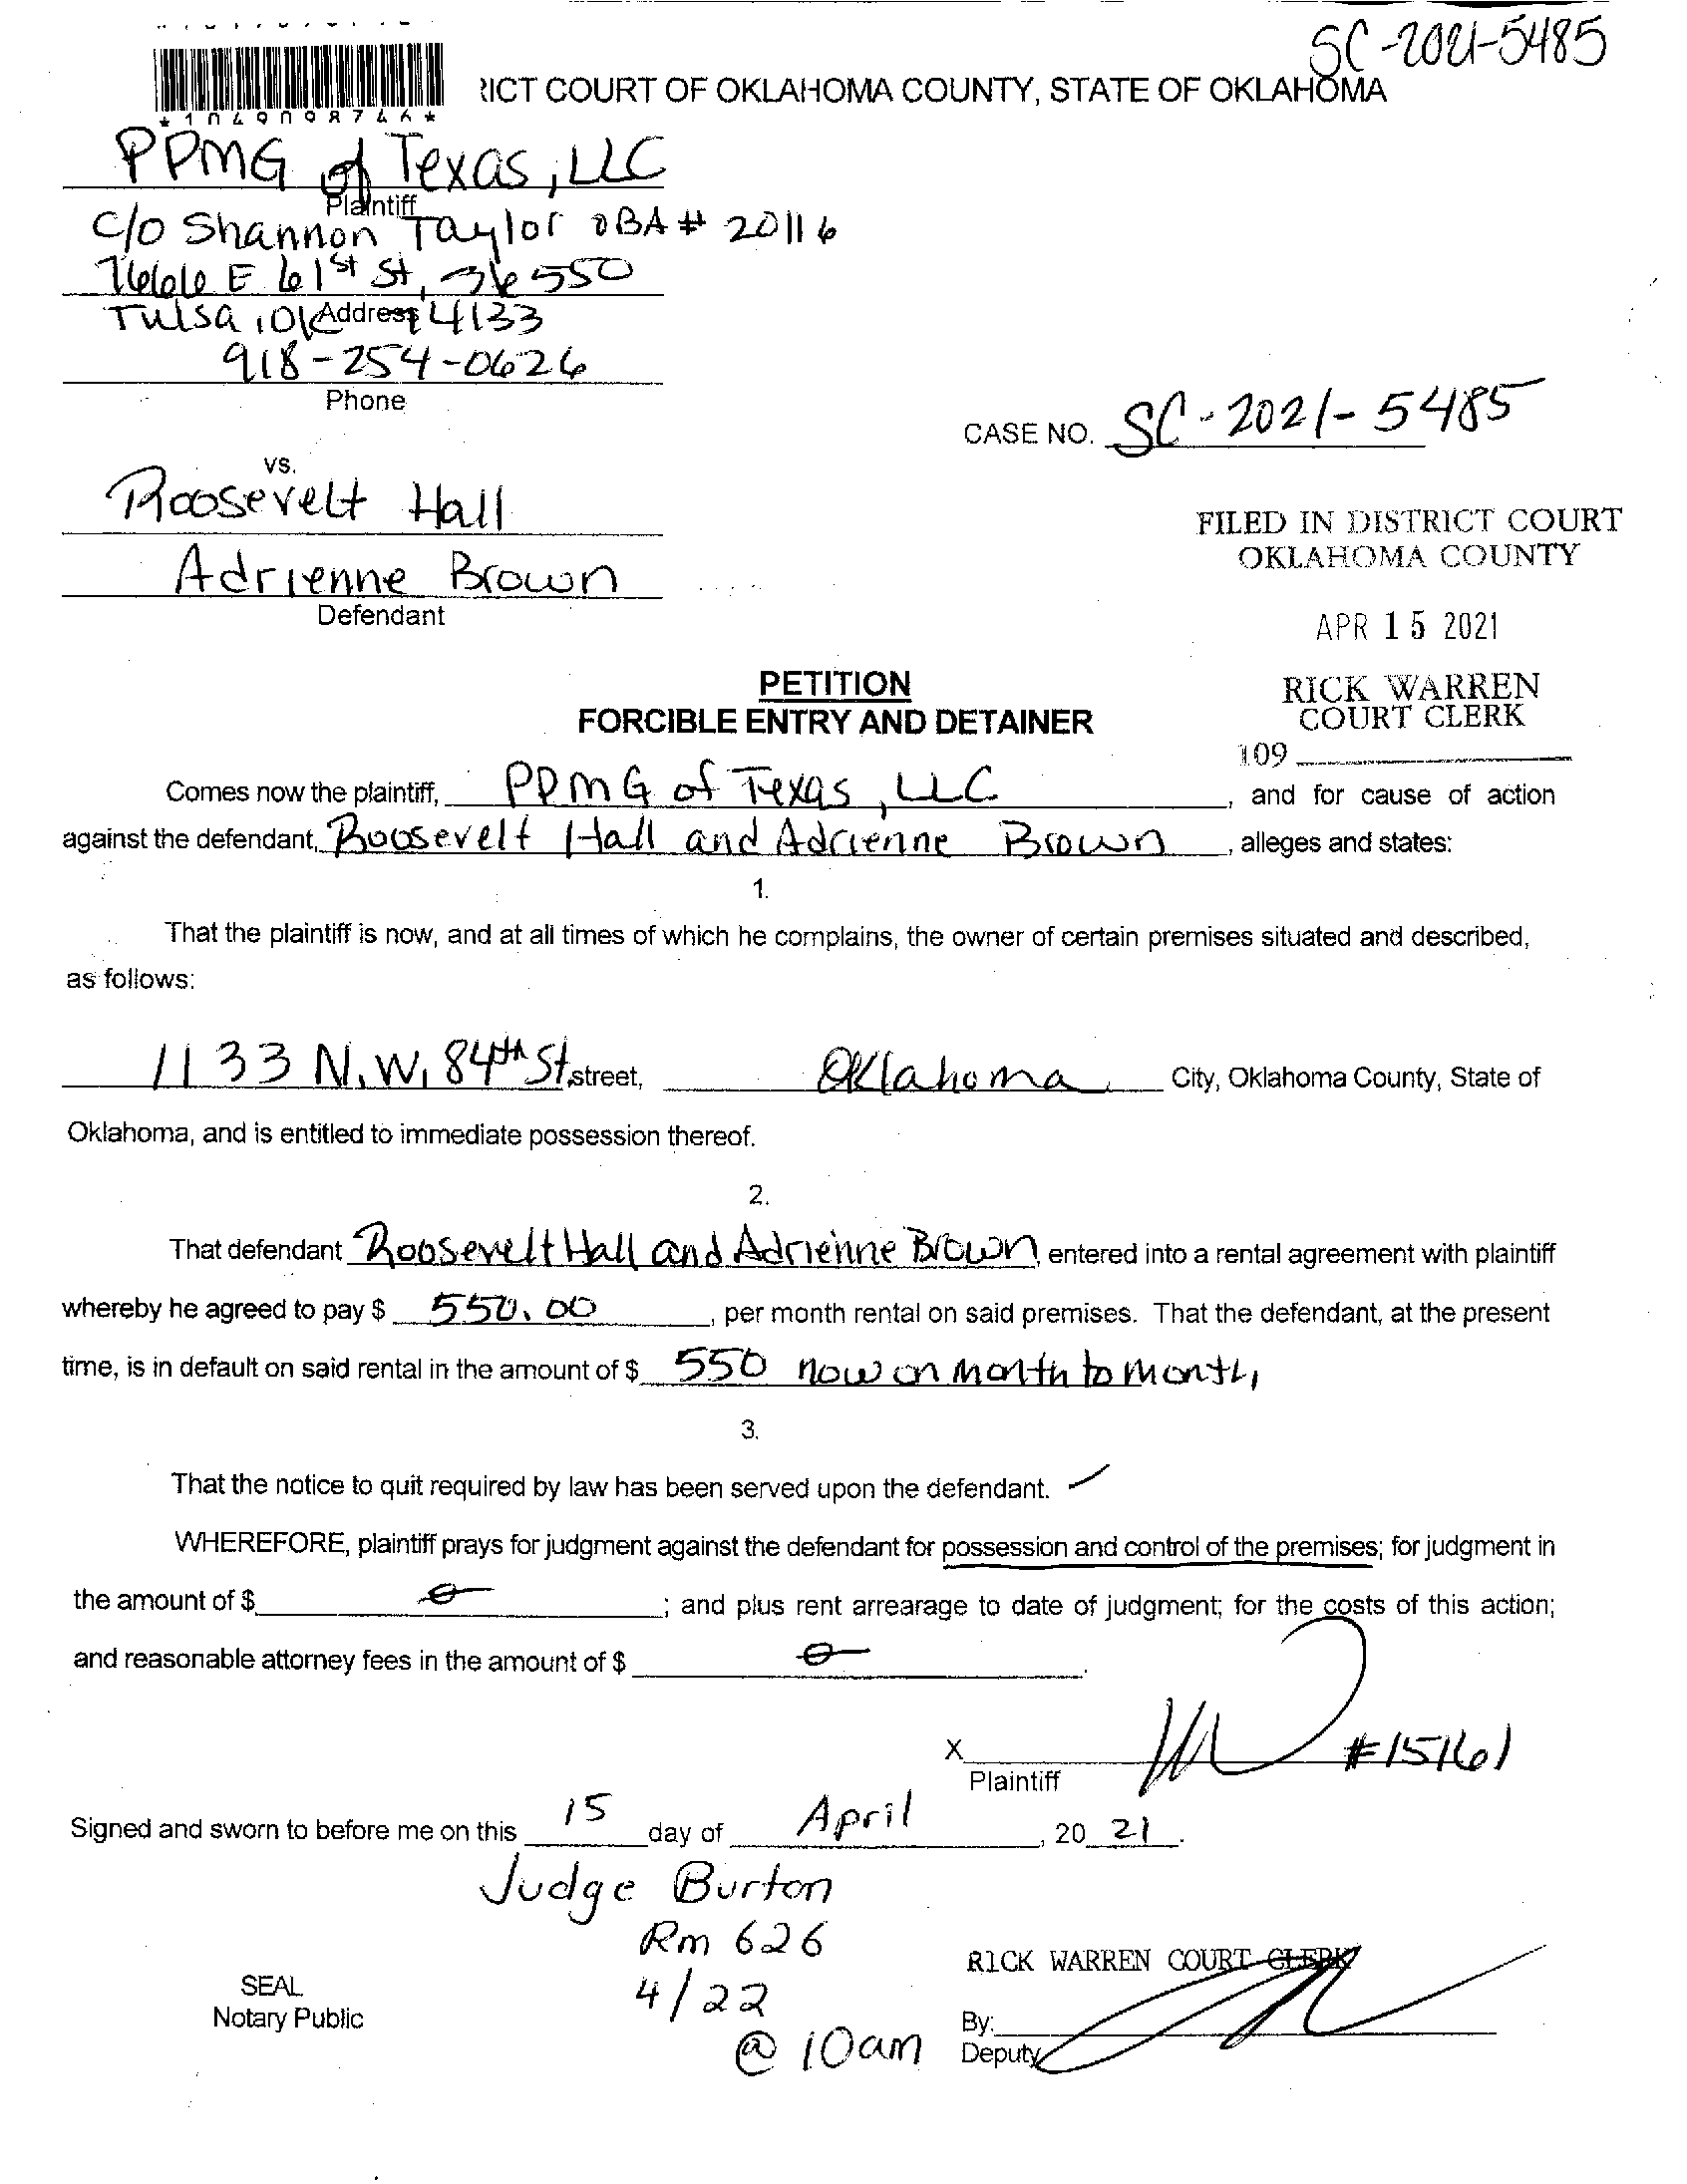 SC-2021-5485
RICT COURT OF OKLAHOMA COUNTY, STATE OF OKLAHOMA
PPMG of Texas, LLC
Plaintiff
c/o Shannon Taylor OBA # 20116
7666 E 61st St, 550
Tulsa, OK 74133
Address
918-254-0626
Phone
CASE NO. SC-2021-5485
vs.
Roosevelt Hall
Adrienne Brown
Defendant
FILED IN DISTRICT COURT
OKLAHOMA COUNTY
APR 15 2021
RICK WARREN
COURT CLERK
109
PETITION
FORCIBLE ENTRY AND DETAINER
Comes now the plaintiff, PPMG of Texas, LLC, and for cause of action
against the defendant, Roosevelt Hall and Adrienne Brown, alleges and states:
1.
That the plaintiff is now, and at all times of which he complains, the owner of certain premises situated and described,
as follows:
1133 N.W. 84th St. street, Oklahoma City, Oklahoma County, State of
Oklahoma, and is entitled to immediate possession thereof.
2.
That defendant Roosevelt Hall and Adrienne Brown, entered into a rental agreement with plaintiff
whereby he agreed to pay $ 550.00, per month rental on said premises. That the defendant, at the present
time, is in default on said rental in the amount of $ 550 now on month to month,
3.
That the notice to quit required by law has been served upon the defendant. ✓
WHEREFORE, plaintiff prays for judgment against the defendant for possession and control of the premises; for judgment in
the amount of $ 0; and plus rent arrearage to date of judgment; for the costs of this action;
and reasonable attorney fees in the amount of $ 0.
X #15161
Plaintiff
Signed and sworn to before me on this 15 day of April, 20 21.
Judge Burton
Rm 626
4/22
@ 10am
RICK WARREN COURT CLERK
SEAL
Notary Public
By:
Deputy